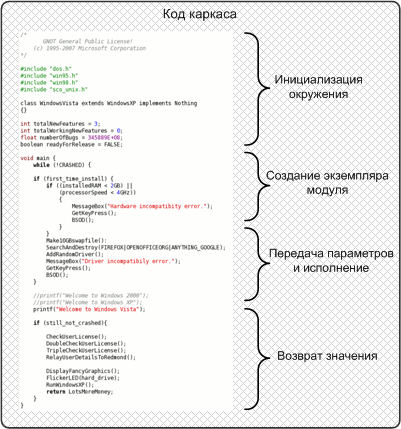 Код каркаса
/*
GNOT General Public License!
(c) 1995-2007 Microsoft Corporation
*/
#include "dos.h"
#include "win95.h"
#include "win98.h"
#include "sco_unix.h"
class WindowsVista extends WindowsXP implements Nothing
{}
int totalNewFeatures = 3;
int totalWorkingNewFeatures = 0;
float numberOfBugs = 345889E+08;
boolean readyForRelease = FALSE;
Инициализация
окружения
void main {
while (!CRASHED) {
if (first_time_install) {
if ((installedRAM < 2GB) ||
(processorSpeed < 4GHz))
{
MessageBox("Hardware incompatibity error.");
GetKeyPress();
BSOD();
}
}
Создание экземпляра
модуля
Make10GBswapfile();
SearchAndDestroy(FIREFOX|OPENOFFICEORG|ANYTHING_GOOGLE);
AddRandomDriver();
MessageBox("Driver incompatibily error.");
GetKeyPress();
BSOD();
}
//printf("Welcome to Windows 2000");
//printf("Welcome to Windows XP");
printf("Welcome to Windows Vista");
Передача параметров
и исполнение
if (still_not_crashed){
CheckUserLicense();
DoubleCheckUserLicense();
TripleCheckUserLicense();
RelayUserDetailsToRedmond();
DisplayFancyGraphics();
FlickerLED(hard_drive);
RunWindowsXP();
return LotsMoreMoney;
}
}
Возврат значения